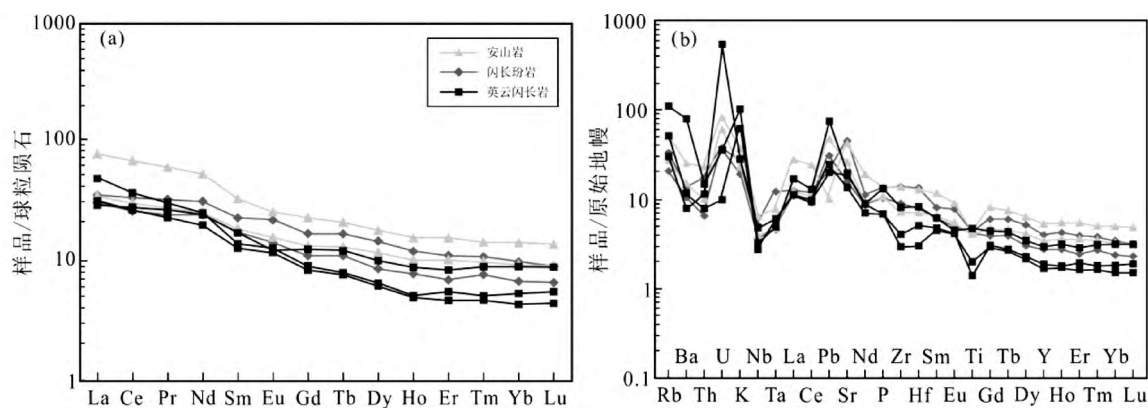 (a)
样品/球粒陨石
1000
100
10
1
安山岩
闪长玢岩
英云闪长岩
La Ce Pr Nd Sm Eu Gd Tb Dy Ho Er Tm Yb Lu
(b)
样品/原始地幔
1000
100
10
1
0.1
Ba Th U K Nb Ta La Ce Pb Sr Nd P Zr Hf Sm Eu Ti Gd Tb Dy Y Ho Er Tm Yb Lu
Rb